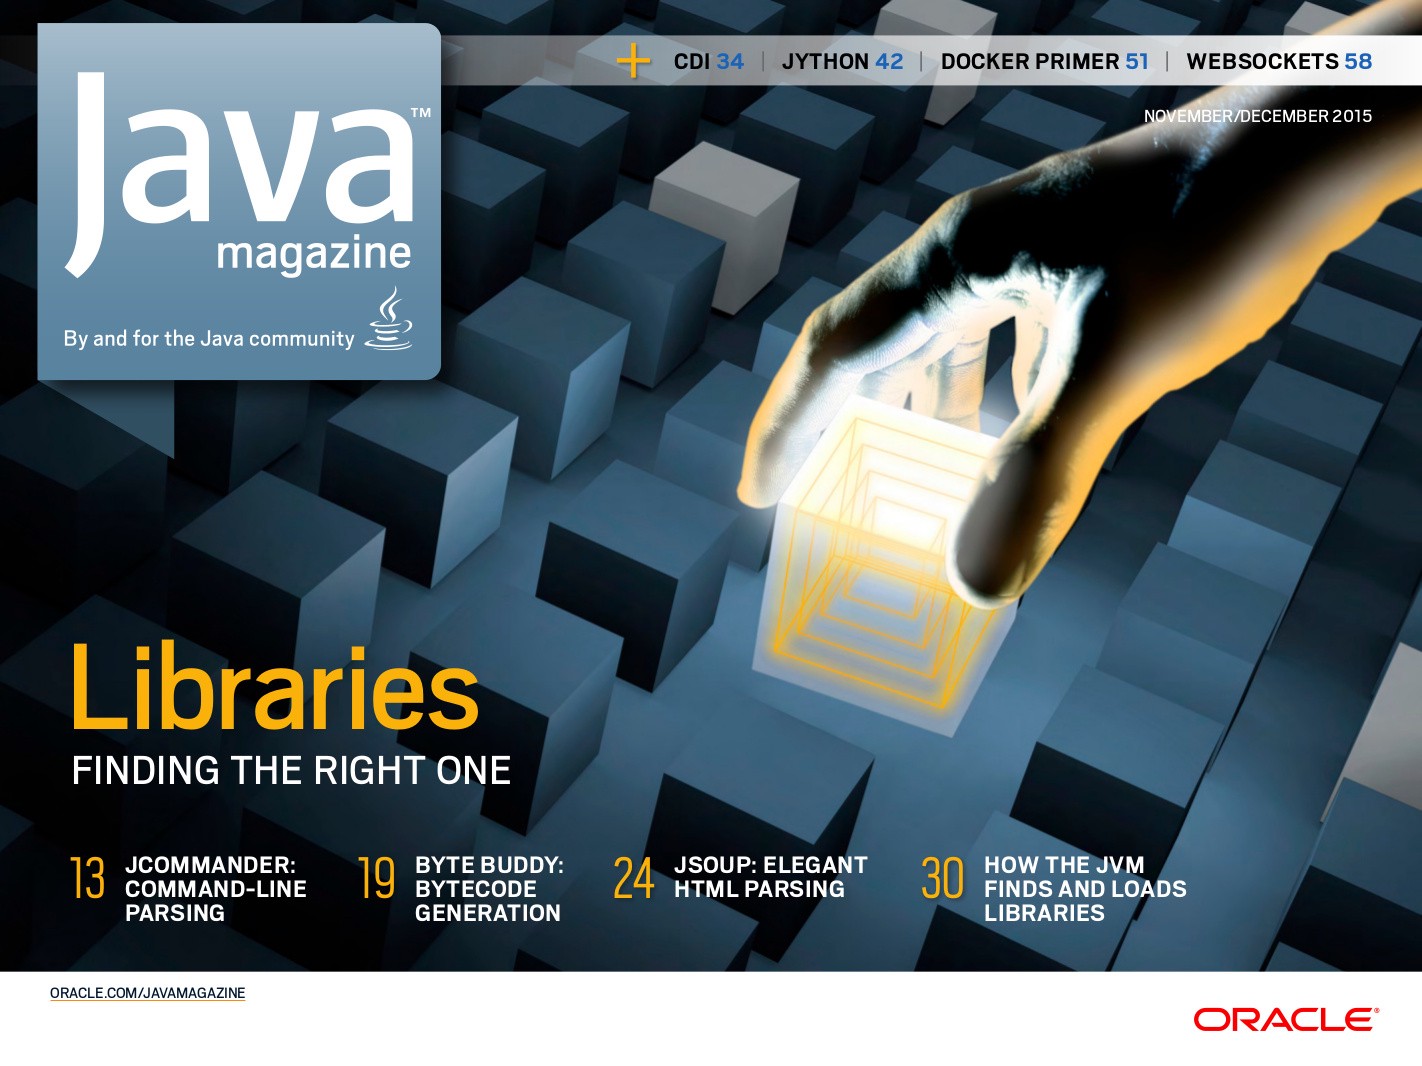 + CDI 34 | JYTHON 42 | DOCKER PRIMER 51 | WEBSOCKETS 58
NOVEMBER/DECEMBER 2015
Java™
magazine
By and for the Java community
Libraries
FINDING THE RIGHT ONE
13 JCOMMANDER:
COMMAND-LINE
PARSING
19 BYTE BUDDY:
BYTECODE
GENERATION
24 JSOUP: ELEGANT
HTML PARSING
30 HOW THE JVM
FINDS AND LOADS
LIBRARIES
ORACLE.COM/JAVAMAGAZINE
ORACLE®